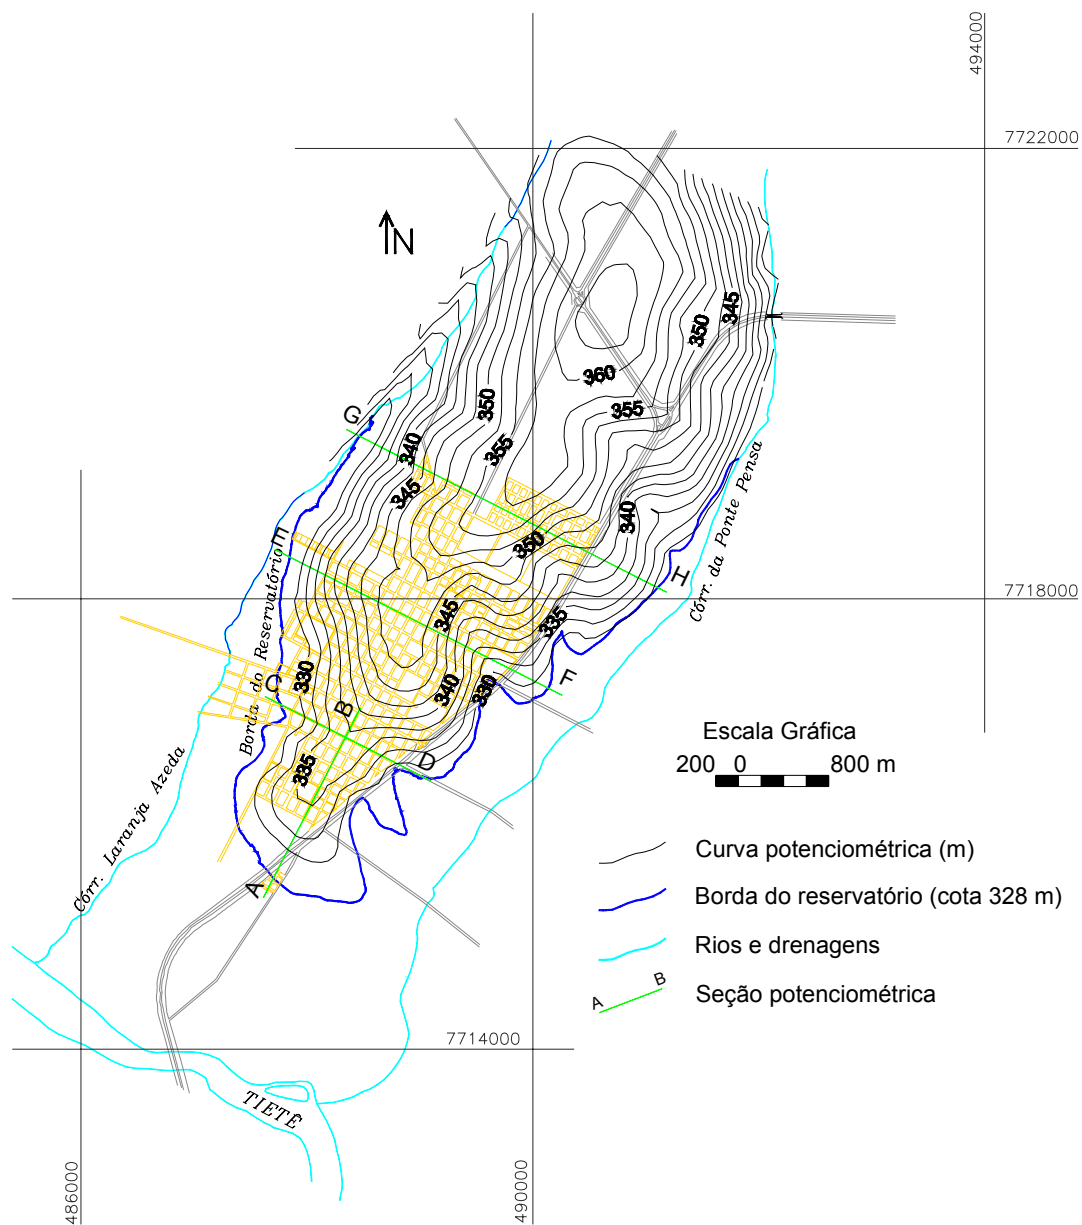 494000
7722000
N
345
350
360
355
350
G
340
355
345
Córr. da Ponte Pensa
340
350
E
H
7718000
Borda do Reservatório
345
335
F
330
340
330
C
B
D
335
Córr. Laranja Azeda
A
Escala Gráfica
200 0 800 m
Curva potenciométrica (m)
Borda do reservatório (cota 328 m)
Rios e drenagens
A B Seção potenciométrica
7714000
TIETÊ
486000
490000